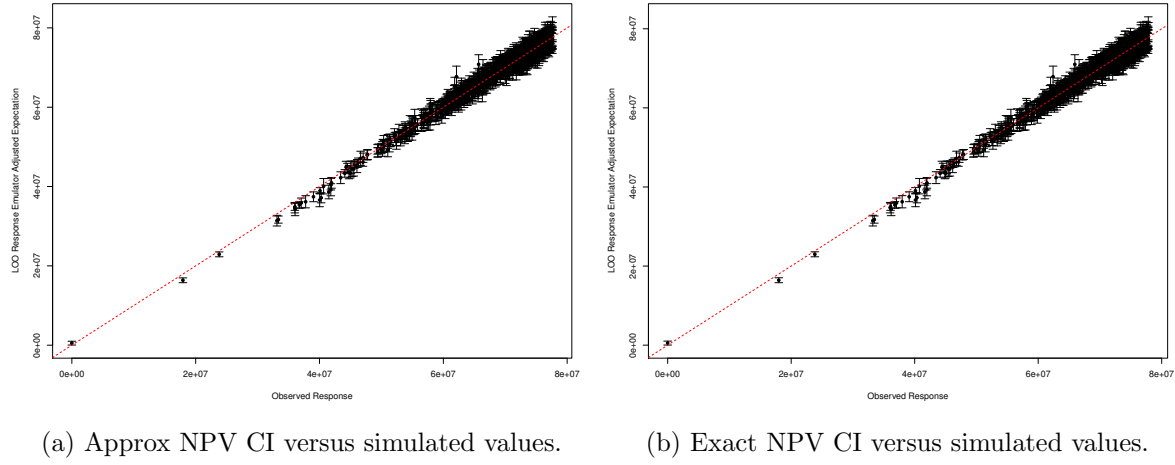 8e+07
6e+07
4e+07
2e+07
0e+00
LOO Response Emulator Adjusted Expectation
0e+00 2e+07 4e+07 6e+07 8e+07
Observed Response
(a) Approx NPV CI versus simulated values.
8e+07
6e+07
4e+07
2e+07
0e+00
LOO Response Emulator Adjusted Expectation
0e+00 2e+07 4e+07 6e+07 8e+07
Observed Response
(b) Exact NPV CI versus simulated values.